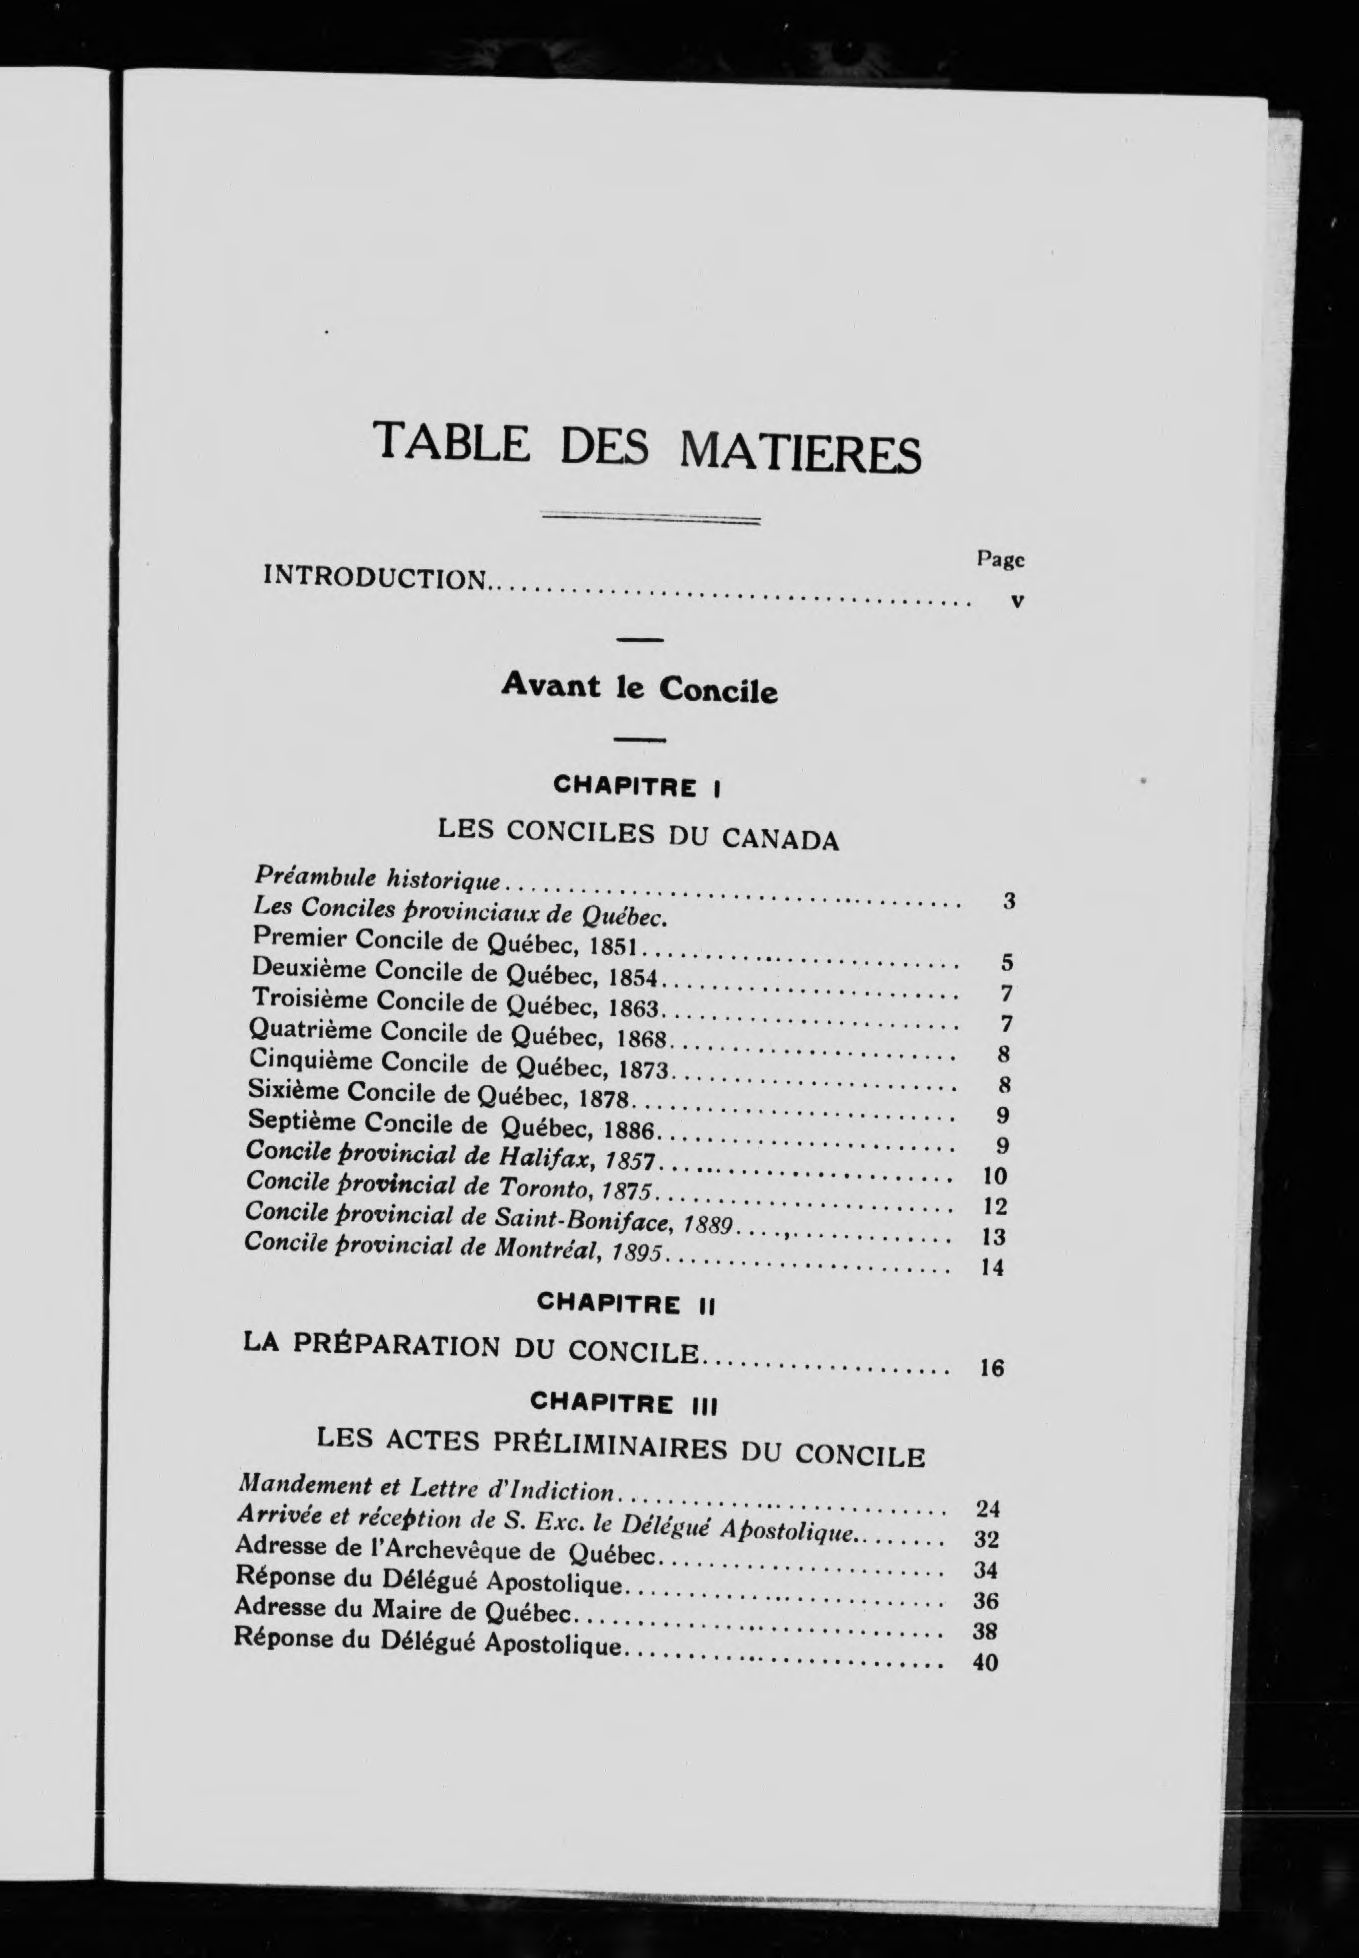 TABLE DES MATIERES
Page
INTRODUCTION........................................ v
Avant le Concile
CHAPITRE I
LES CONCILES DU CANADA
Préambule historique..................................... 3
Les Conciles provinciaux de Québec.
Premier Concile de Québec, 1851.......................... 5
Deuxième Concile de Québec, 1854........................ 7
Troisième Concile de Québec, 1863........................ 7
Quatrième Concile de Québec, 1868....................... 8
Cinquième Concile de Québec, 1873....................... 8
Sixième Concile de Québec, 1878.......................... 9
Septième Concile de Québec, 1886........................ 9
Concile provincial de Halifax, 1857........................ 10
Concile provincial de Toronto, 1875........................ 12
Concile provincial de Saint-Boniface, 1889....,............. 13
Concile provincial de Montréal, 1895....................... 14
CHAPITRE II
LA PRÉPARATION DU CONCILE.................... 16
CHAPITRE III
LES ACTES PRÉLIMINAIRES DU CONCILE
Mandement et Lettre d'Indiction........................... 24
Arrivée et réception de S. Exc. le Délégué Apostolique........ 32
Adresse de l'Archevêque de Québec....................... 34
Réponse du Délégué Apostolique.......................... 36
Adresse du Maire de Québec.............................. 38
Réponse du Délégué Apostolique.......................... 40